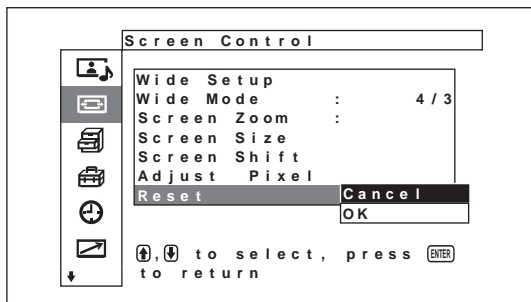 Screen Control
Wide Setup
Wide Mode : 4/3
Screen Zoom :
Screen Size
Screen Shift
Adjust Pixel
Reset Cancel
OK
, to select, press ENTER
to return